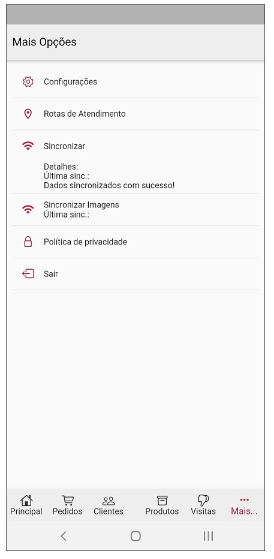 Mais Opções
Configurações
Rotas de Atendimento
Sincronizar
Detalhes:
Última sinc.:
Dados sincronizados com sucesso!
Sincronizar Imagens
Última sinc.:
Política de privacidade
Sair
Principal Pedidos Clientes Produtos Visitas Mais...